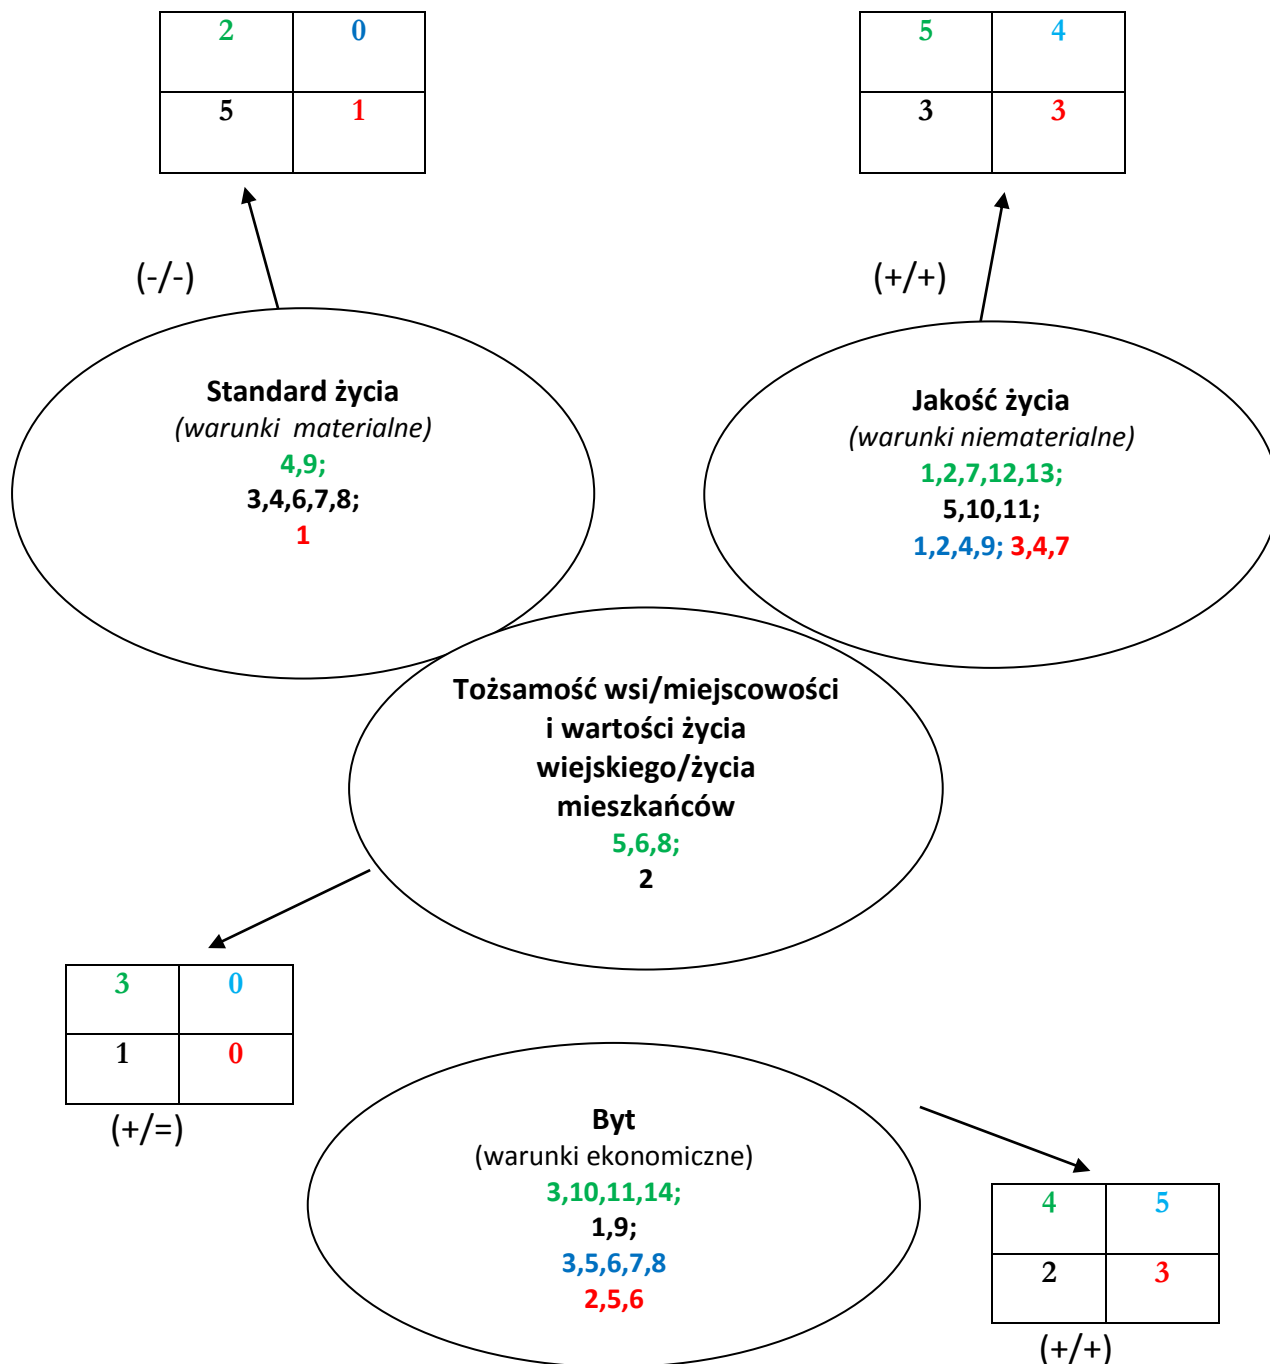 2 0
5 1
5 4
3 3
(-/-)
(+/+)
Standard życia
(warunki materialne)
4,9;
3,4,6,7,8;
1
Jakość życia
(warunki niematerialne)
1,2,7,12,13;
5,10,11;
1,2,4,9; 3,4,7
Tożsamość wsi/miejscowości
i wartości życia
wiejskiego/życia
mieszkańców
5,6,8;
2
3 0
1 0
(+/=)
Byt
(warunki ekonomiczne)
3,10,11,14;
1,9;
3,5,6,7,8
2,5,6
4 5
2 3
(+/+)